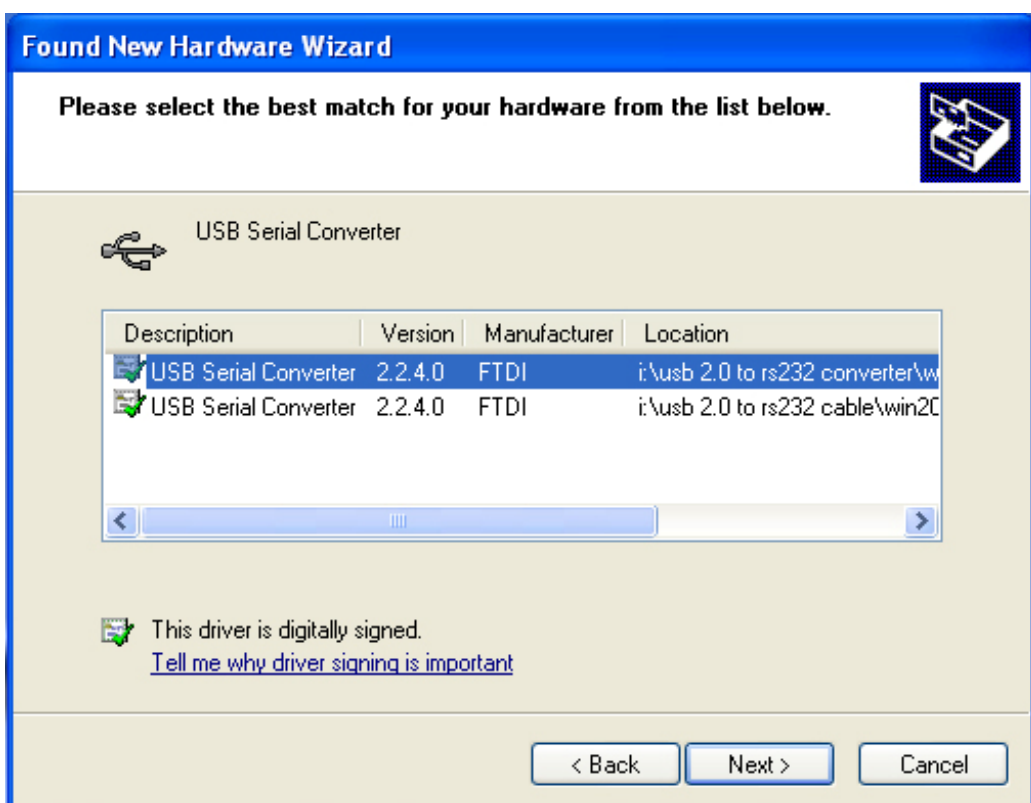 Found New Hardware Wizard
Please select the best match for your hardware from the list below.
USB Serial Converter
Description Version Manufacturer Location
USB Serial Converter 2.2.4.0 FTDI i:\usb 2.0 to rs232 converter\w
USB Serial Converter 2.2.4.0 FTDI i:\usb 2.0 to rs232 cable\win20
This driver is digitally signed.
Tell me why driver signing is important
< Back Next > Cancel